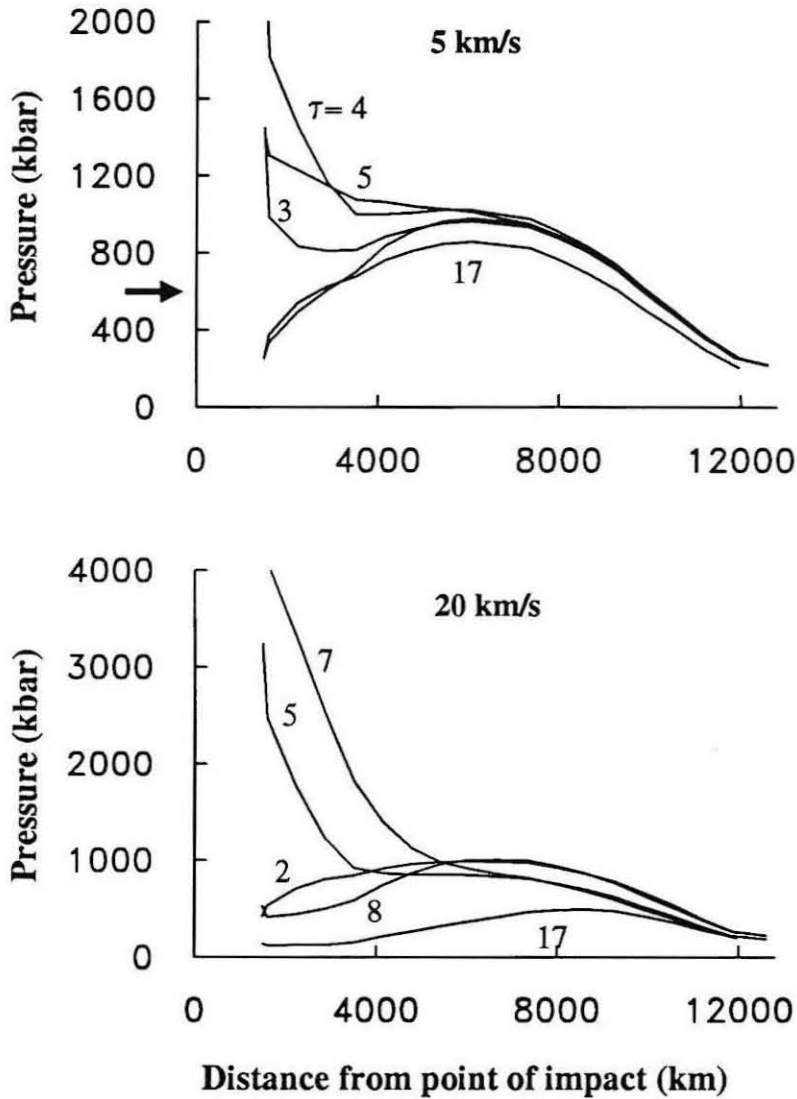 5 km/s
Pressure (kbar)
2000
1600
1200
800
400
0
τ= 4
5
3
17
0 4000 8000 12000
20 km/s
Pressure (kbar)
4000
3000
2000
1000
0
7
5
2
8
17
0 4000 8000 12000
Distance from point of impact (km)